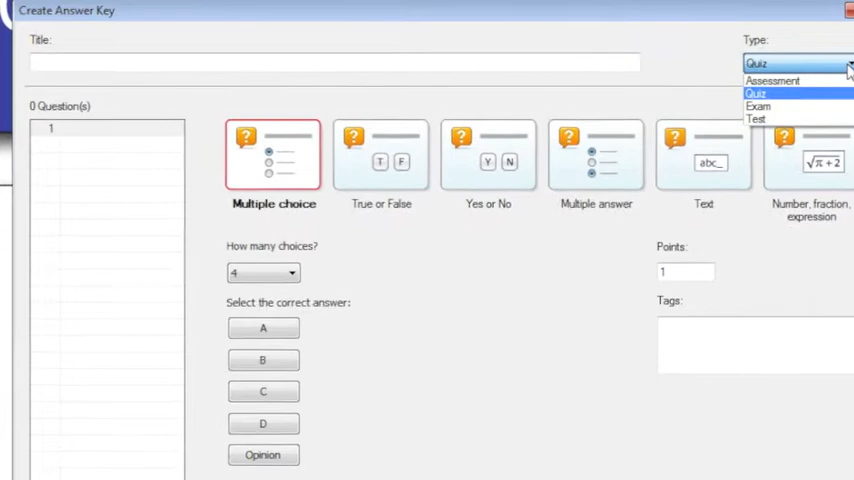 Create Answer Key
Title:
Type:
Quiz
Assessment
Quiz
Exam
Test
0 Question(s)
1
T F
Y N
abc_
√π + 2
Multiple choice
True or False
Yes or No
Multiple answer
Text
Number, fraction,
expression
How many choices?
Points:
4
1
Select the correct answer:
Tags:
A
B
C
D
Opinion